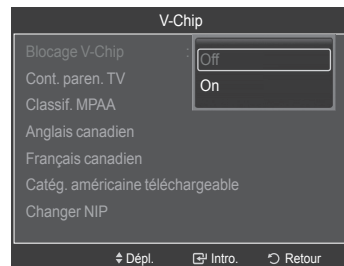 V-Chip
Blocage V-Chip : Off
On
Cont. paren. TV
Classif. MPAA
Anglais canadien
Français canadien
Catég. américaine téléchargeable
Changer NIP
Dépl. Intro. Retour